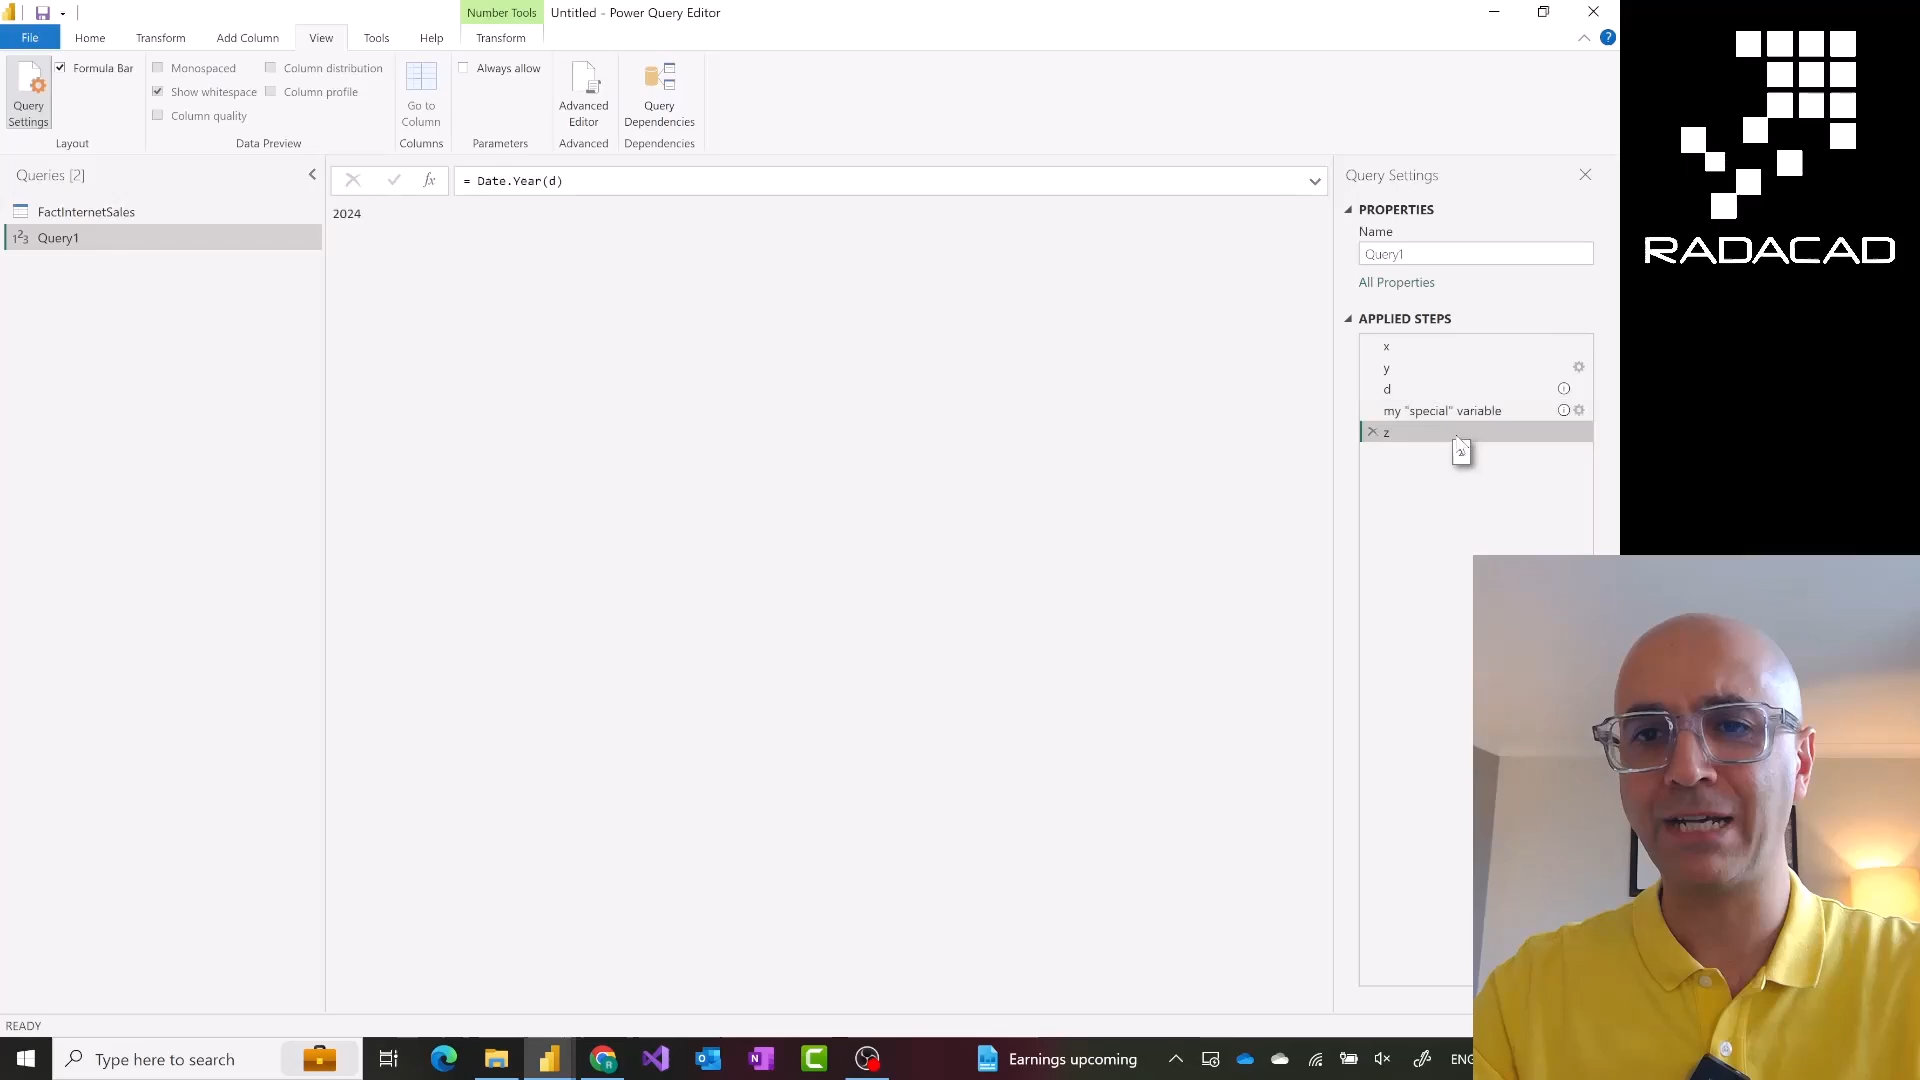 Number Tools
Untitled - Power Query Editor
File
Home
Transform
Add Column
View
Tools
Help
Transform
Query
Settings
Formula Bar
Monospaced
Show whitespace
Column quality
Column distribution
Column profile
Go to
Column
Always allow
Advanced
Editor
Query
Dependencies
Layout
Data Preview
Columns
Parameters
Advanced
Dependencies
Queries [2]
FactInternetSales
1²3 Query1
fx
= Date.Year(d)
2024
Query Settings
PROPERTIES
Name
Query1
All Properties
APPLIED STEPS
x
y
d
my "special" variable
z
RADACAD
READY
Type here to search
Earnings upcoming
ENG